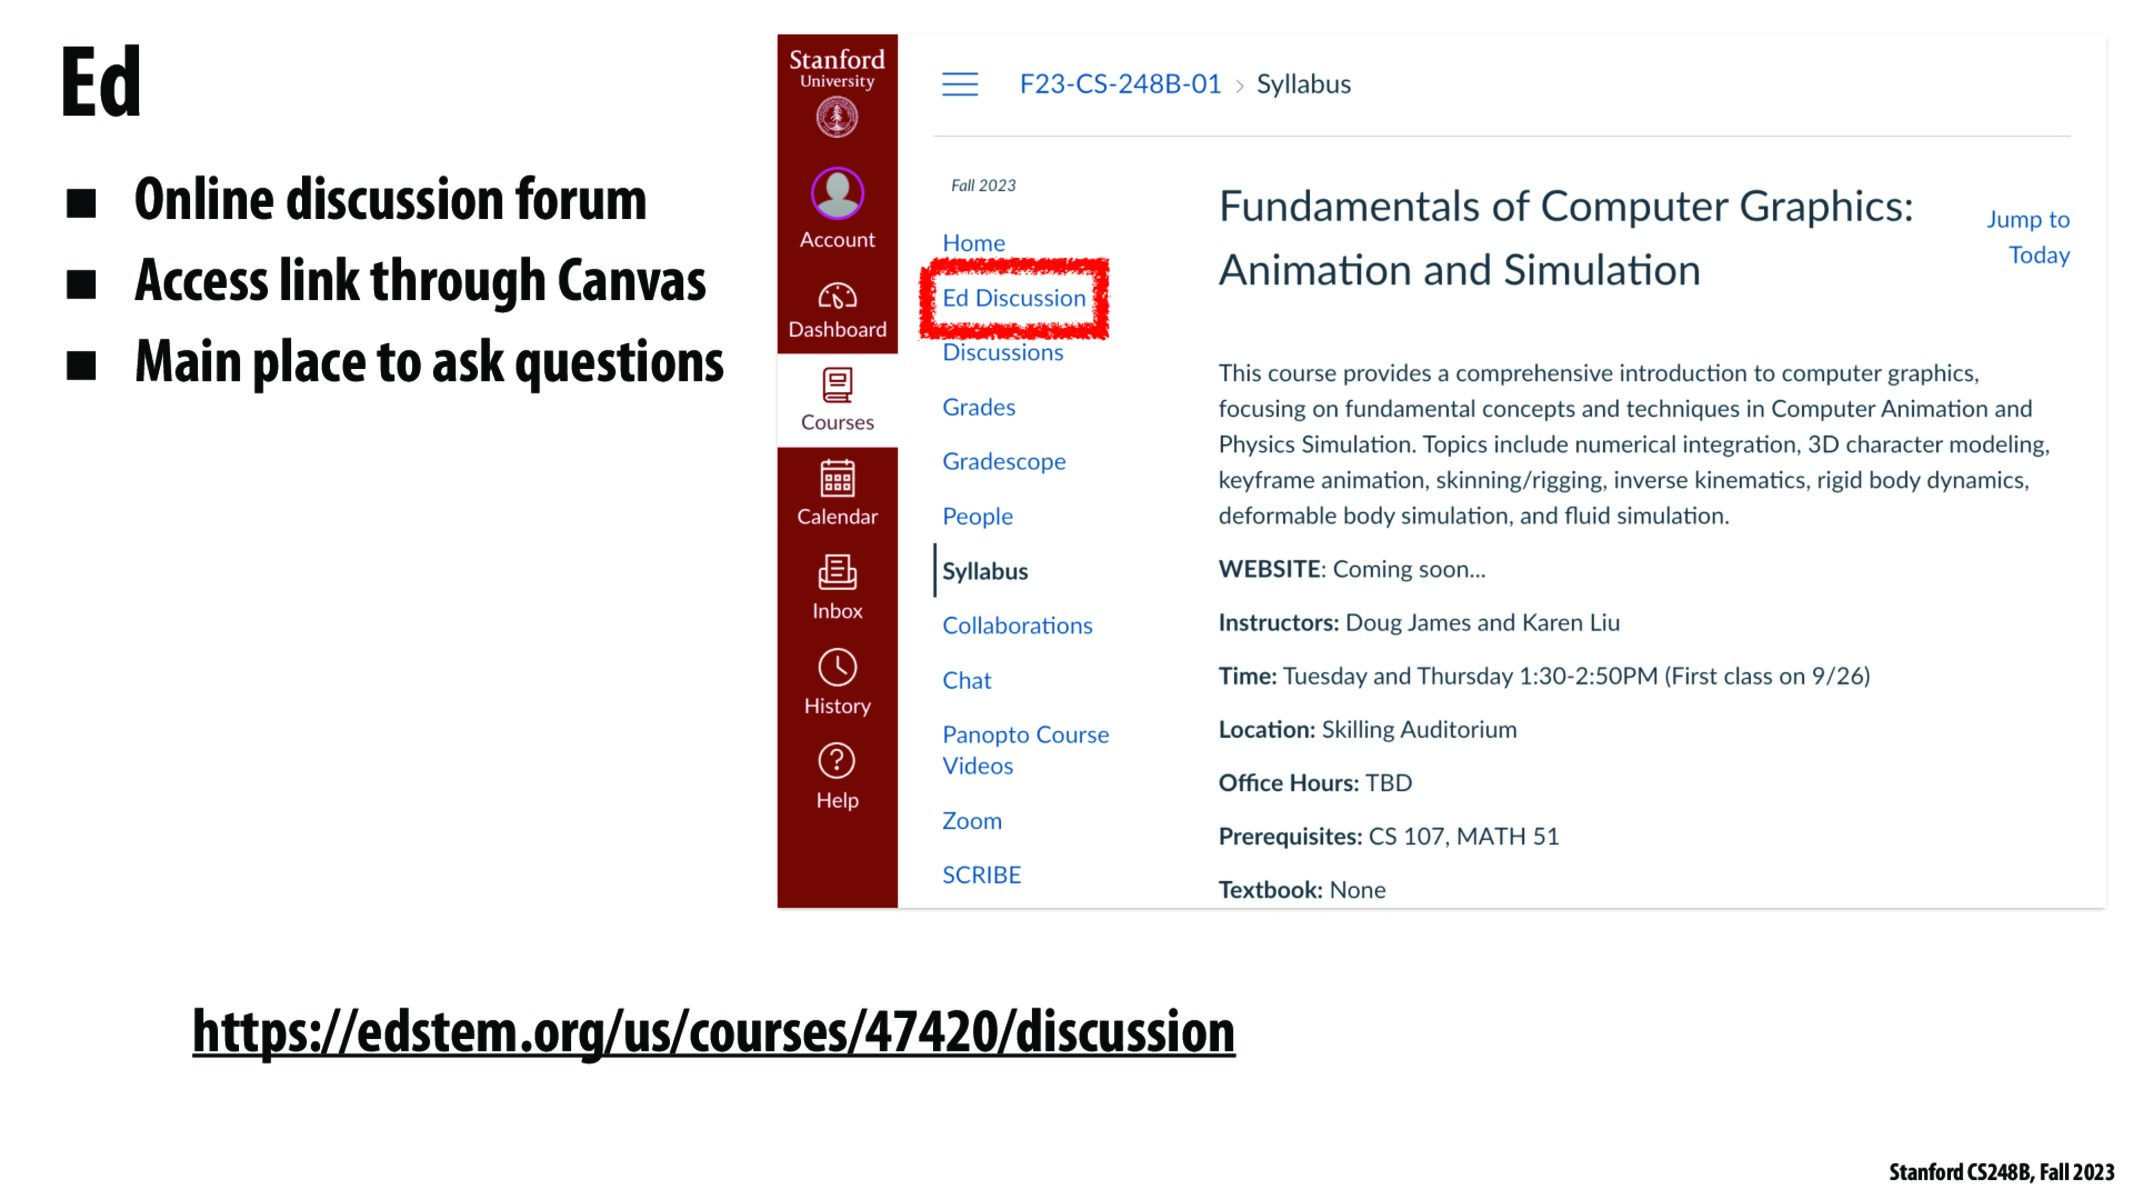 Ed
■ Online discussion forum
■ Access link through Canvas
■ Main place to ask questions
Stanford
University
Account
Dashboard
Courses
Calendar
Inbox
History
Help
F23-CS-248B-01 › Syllabus
Fall 2023
Home
Ed Discussion
Discussions
Grades
Gradescope
People
Syllabus
Collaborations
Chat
Panopto Course
Videos
Zoom
SCRIBE
Fundamentals of Computer Graphics:
Animation and Simulation
Jump to
Today
This course provides a comprehensive introduction to computer graphics,
focusing on fundamental concepts and techniques in Computer Animation and
Physics Simulation. Topics include numerical integration, 3D character modeling,
keyframe animation, skinning/rigging, inverse kinematics, rigid body dynamics,
deformable body simulation, and fluid simulation.
WEBSITE: Coming soon...
Instructors: Doug James and Karen Liu
Time: Tuesday and Thursday 1:30-2:50PM (First class on 9/26)
Location: Skilling Auditorium
Office Hours: TBD
Prerequisites: CS 107, MATH 51
Textbook: None
https://edstem.org/us/courses/47420/discussion
Stanford CS248B, Fall 2023